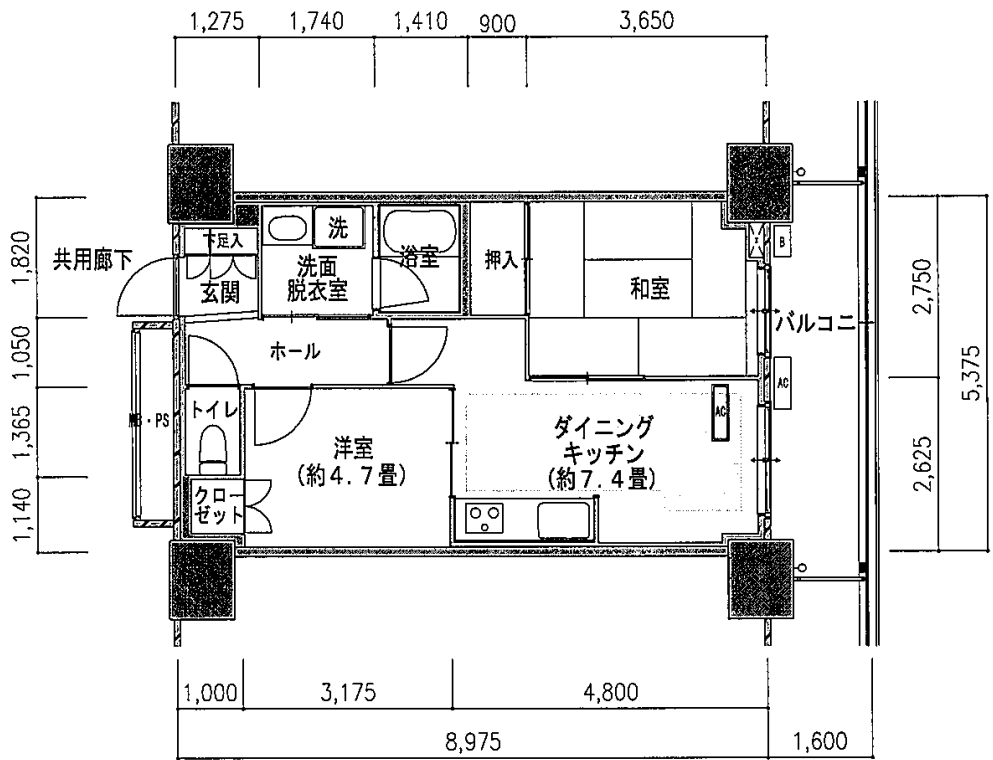 1,275
1,740
1,410
900
3,650
1,820
1,050
1,365
1,140
共用廊下
下足入
玄関
洗
洗面
脱衣室
浴室
押入
和室
B
バルコニ
2,750
2,625
5,375
ホール
AC
MB・PS
トイレ
洋室
(約4.7畳)
ダイニング
キッチン
(約7.4畳)
AC
クロー
ゼット
1,000
3,175
4,800
8,975
1,600